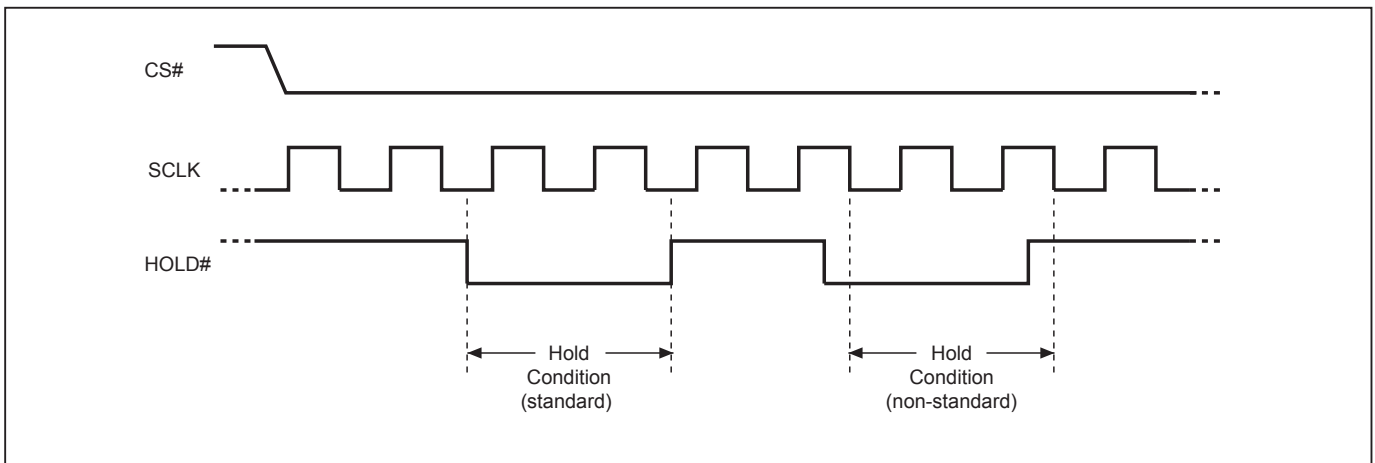 CS#
SCLK
HOLD#
Hold
Condition
(standard)
Hold
Condition
(non-standard)